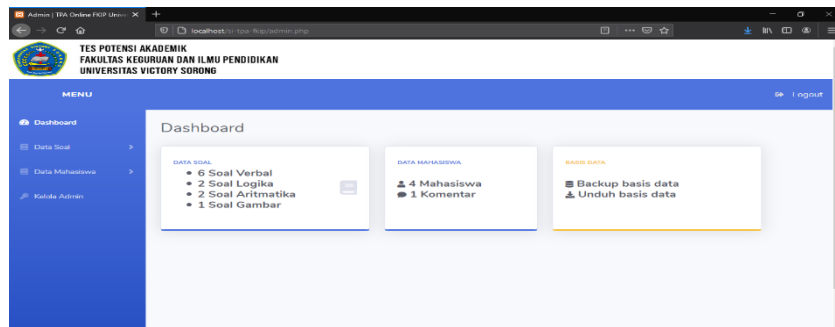 Admin | TPA Online FKIP Unive
localhost/si-tpa-fkip/admin.php
TES POTENSI AKADEMIK
FAKULTAS KEGURUAN DAN ILMU PENDIDIKAN
UNIVERSITAS VICTORY SORONG
MENU
Logout
Dashboard
Data Soal
Data Mahasiswa
Kelola Admin
Dashboard
DATA SOAL
• 6 Soal Verbal
• 2 Soal Logika
• 2 Soal Aritmatika
• 1 Soal Gambar
DATA MAHASISWA
4 Mahasiswa
1 Komentar
BASIS DATA
Backup basis data
Unduh basis data